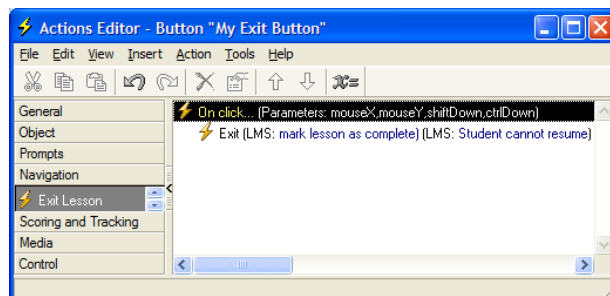 Actions Editor - Button "My Exit Button"
File Edit View Insert Action Tools Help
x=
General
Object
Prompts
Navigation
Exit Lesson
Scoring and Tracking
Media
Control
On click... (Parameters: mouseX,mouseY,shiftDown,ctrlDown)
Exit (LMS: mark lesson as complete) (LMS: Student cannot resume)